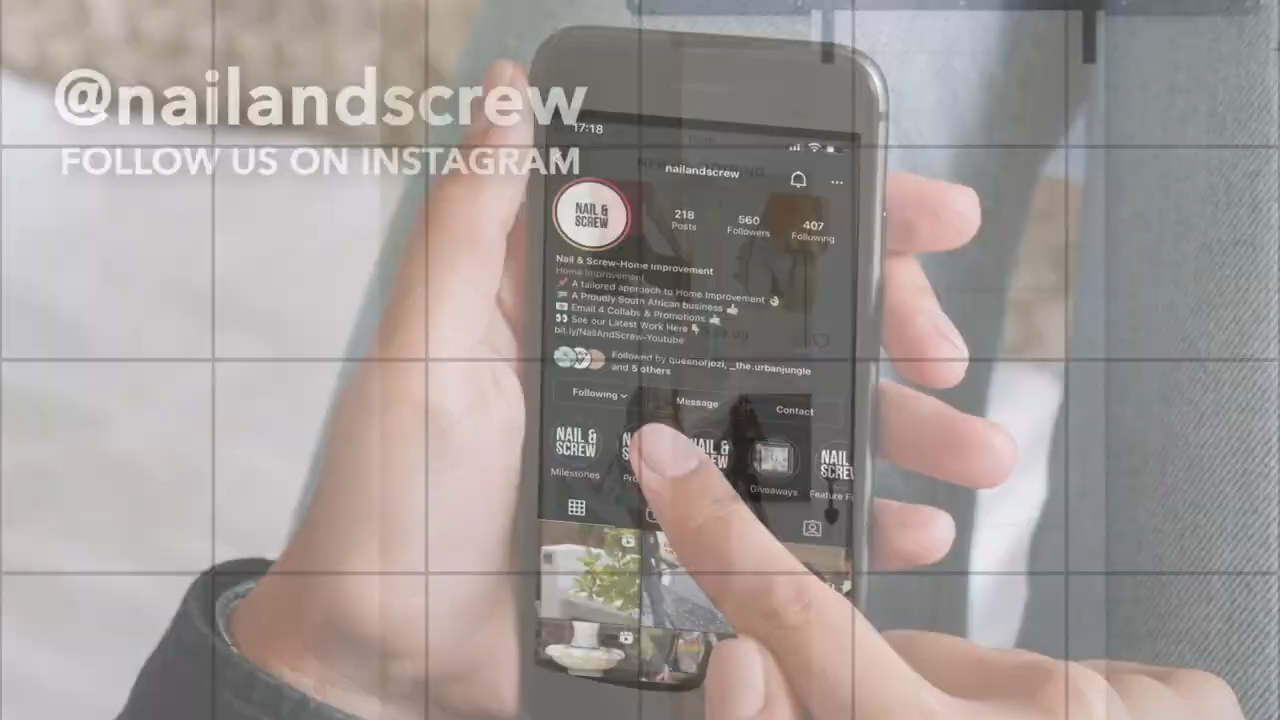 @nailandscrew
FOLLOW US ON INSTAGRAM
17:18
nailandscrew
NAIL &
SCREW
218
Posts
560
Followers
407
Following
Nail & Screw-Home Improvement
Home Improvement
📌 A tailored approach to Home Improvement 👌
🇿🇦 A Proudly South African business 👍
📧 Email 4 Collabs & Promotions 🤙
👀 See our Latest Work Here 👇
bit.ly/NailAndScrew-Youtube
Followed by queenofjozi, _the.urbanjungle
and 5 others
Following
Message
Contact
NAIL &
SCREW
Milestones
Giveaways
NAIL
SCREW
Feature